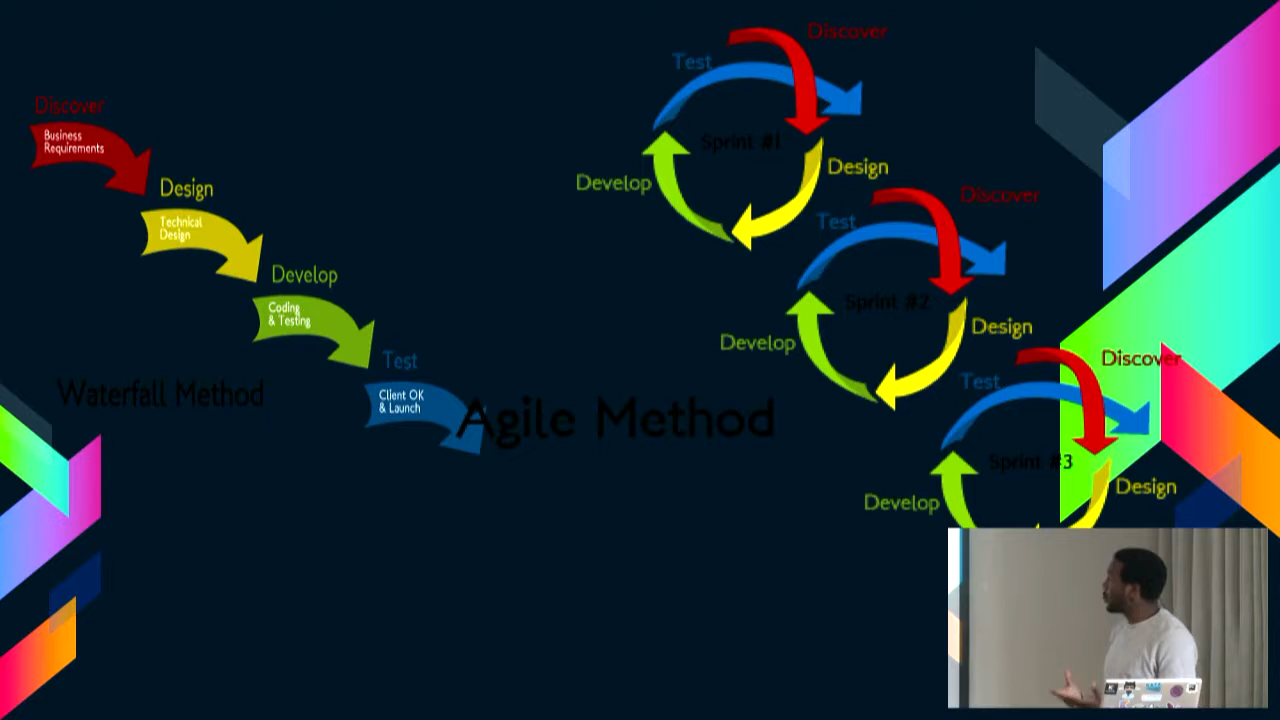 Discover
Business
Requirements
Design
Technical
Design
Develop
Coding
& Testing
Test
Client OK
& Launch
Waterfall Method
Agile Method
Discover
Test
Sprint #1
Design
Develop
Discover
Test
Sprint #2
Design
Develop
Discover
Test
Sprint #3
Design
Develop